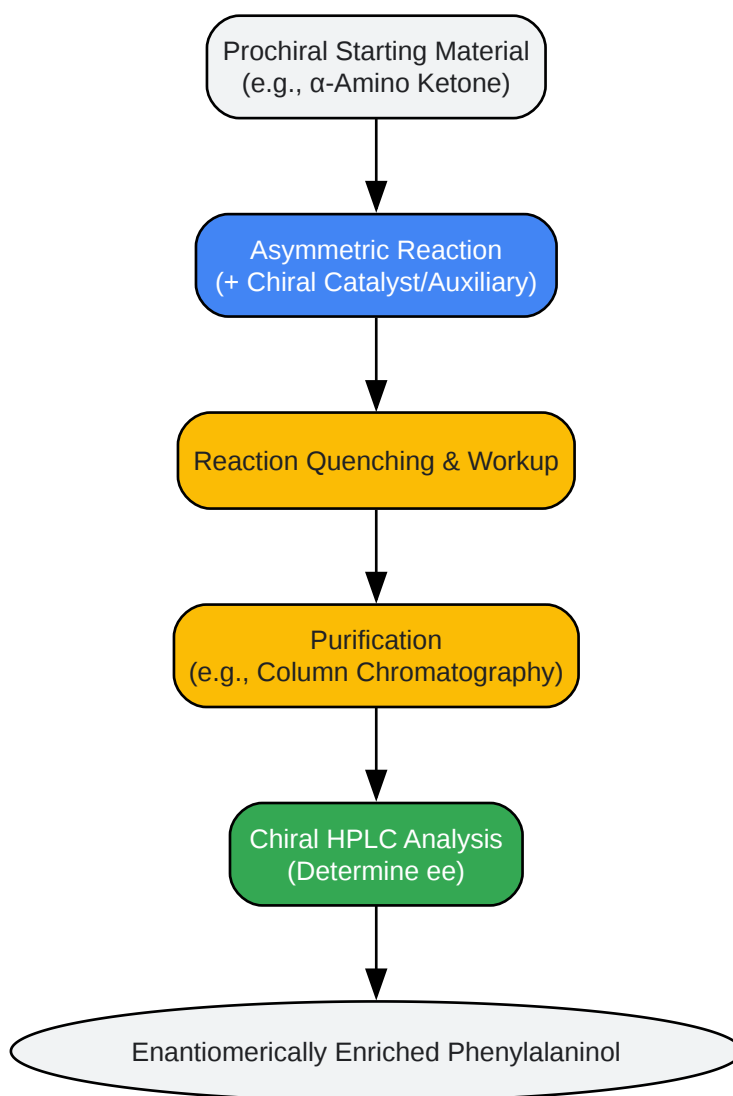 Prochiral Starting Material
(e.g., α-Amino Ketone)
Asymmetric Reaction
(+ Chiral Catalyst/Auxiliary)
Reaction Quenching & Workup
Purification
(e.g., Column Chromatography)
Chiral HPLC Analysis
(Determine ee)
Enantiomerically Enriched Phenylalaninol